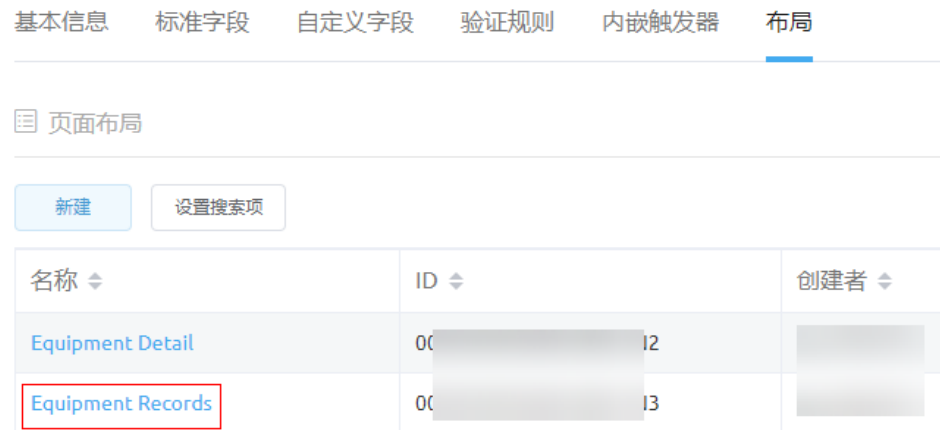 基本信息 标准字段 自定义字段 验证规则 内嵌触发器 布局
页面布局
新建 设置搜索项
名称 ID 创建者
Equipment Detail
Equipment Records